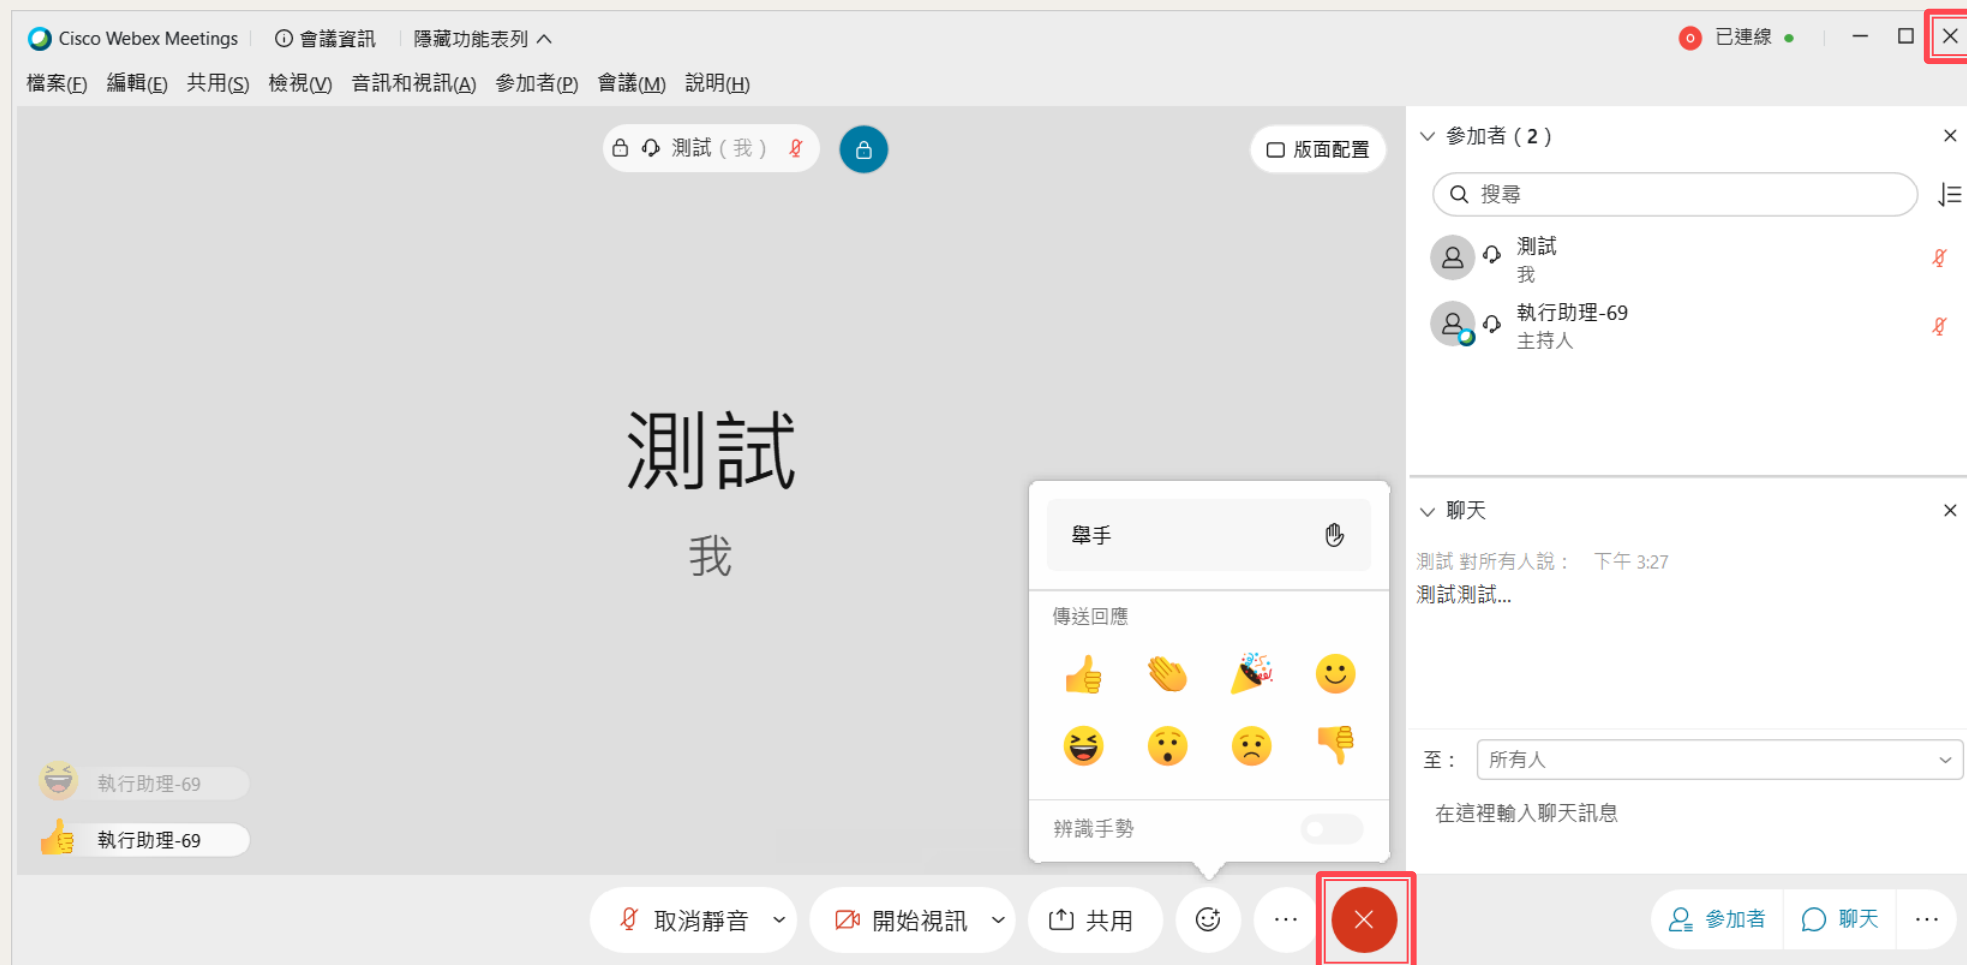 Cisco Webex Meetings 會議資訊 隱藏功能表列 已連線
檔案(F) 編輯(E) 共用(S) 檢視(V) 音訊和視訊(A) 參加者(P) 會議(M) 說明(H)
測試（我）
版面配置
測試
我
執行助理-69
執行助理-69
舉手
傳送回應
辨識手勢
取消靜音 開始視訊 共用
參加者（2）
搜尋
測試
我
執行助理-69
主持人
聊天
測試 對所有人說： 下午 3:27
測試測試...
至： 所有人
在這裡輸入聊天訊息
參加者 聊天